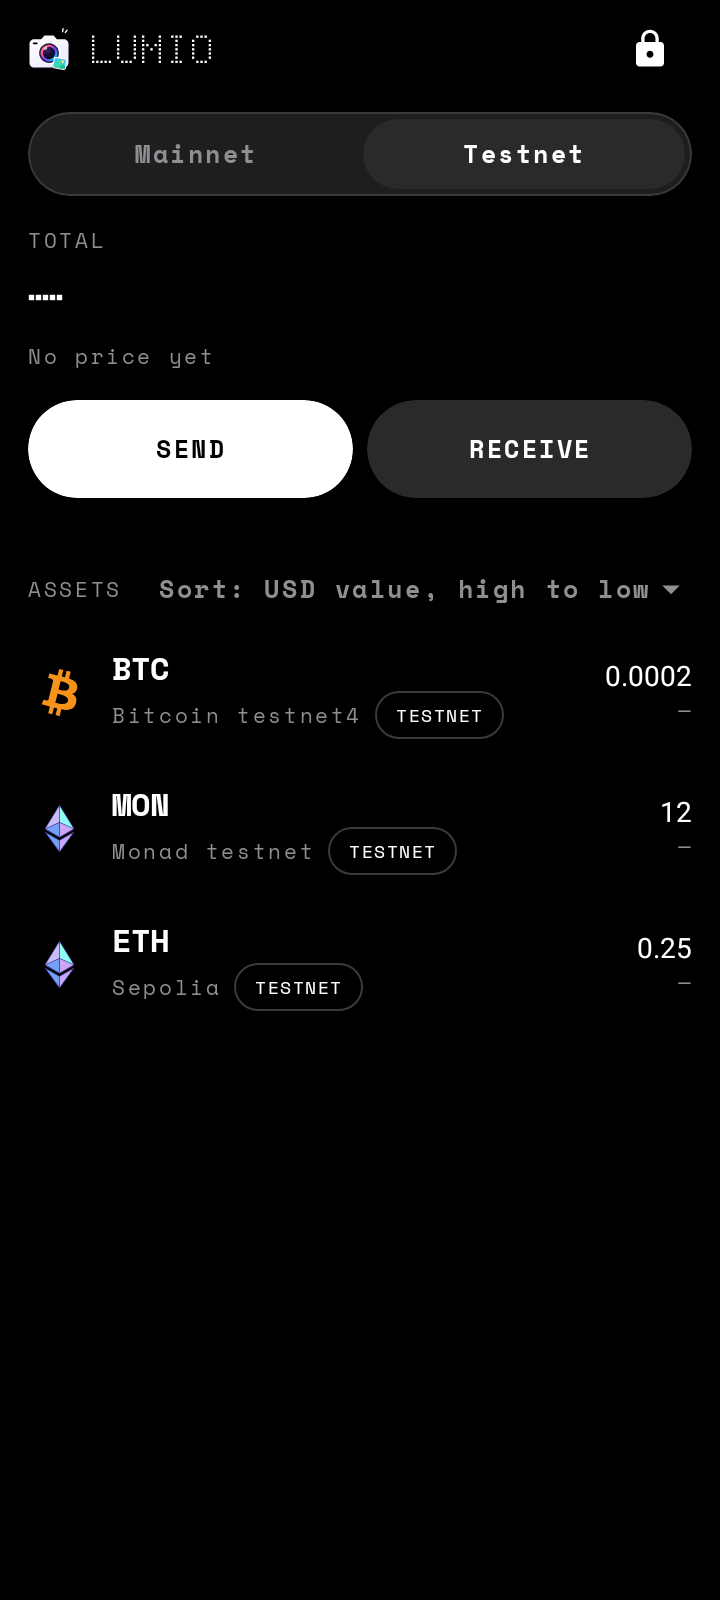 LUMIO
Mainnet Testnet
TOTAL
-----
No price yet
SEND RECEIVE
ASSETS Sort: USD value, high to low
BTC 0.0002
Bitcoin testnet4 TESTNET —
MON 12
Monad testnet TESTNET —
ETH 0.25
Sepolia TESTNET —